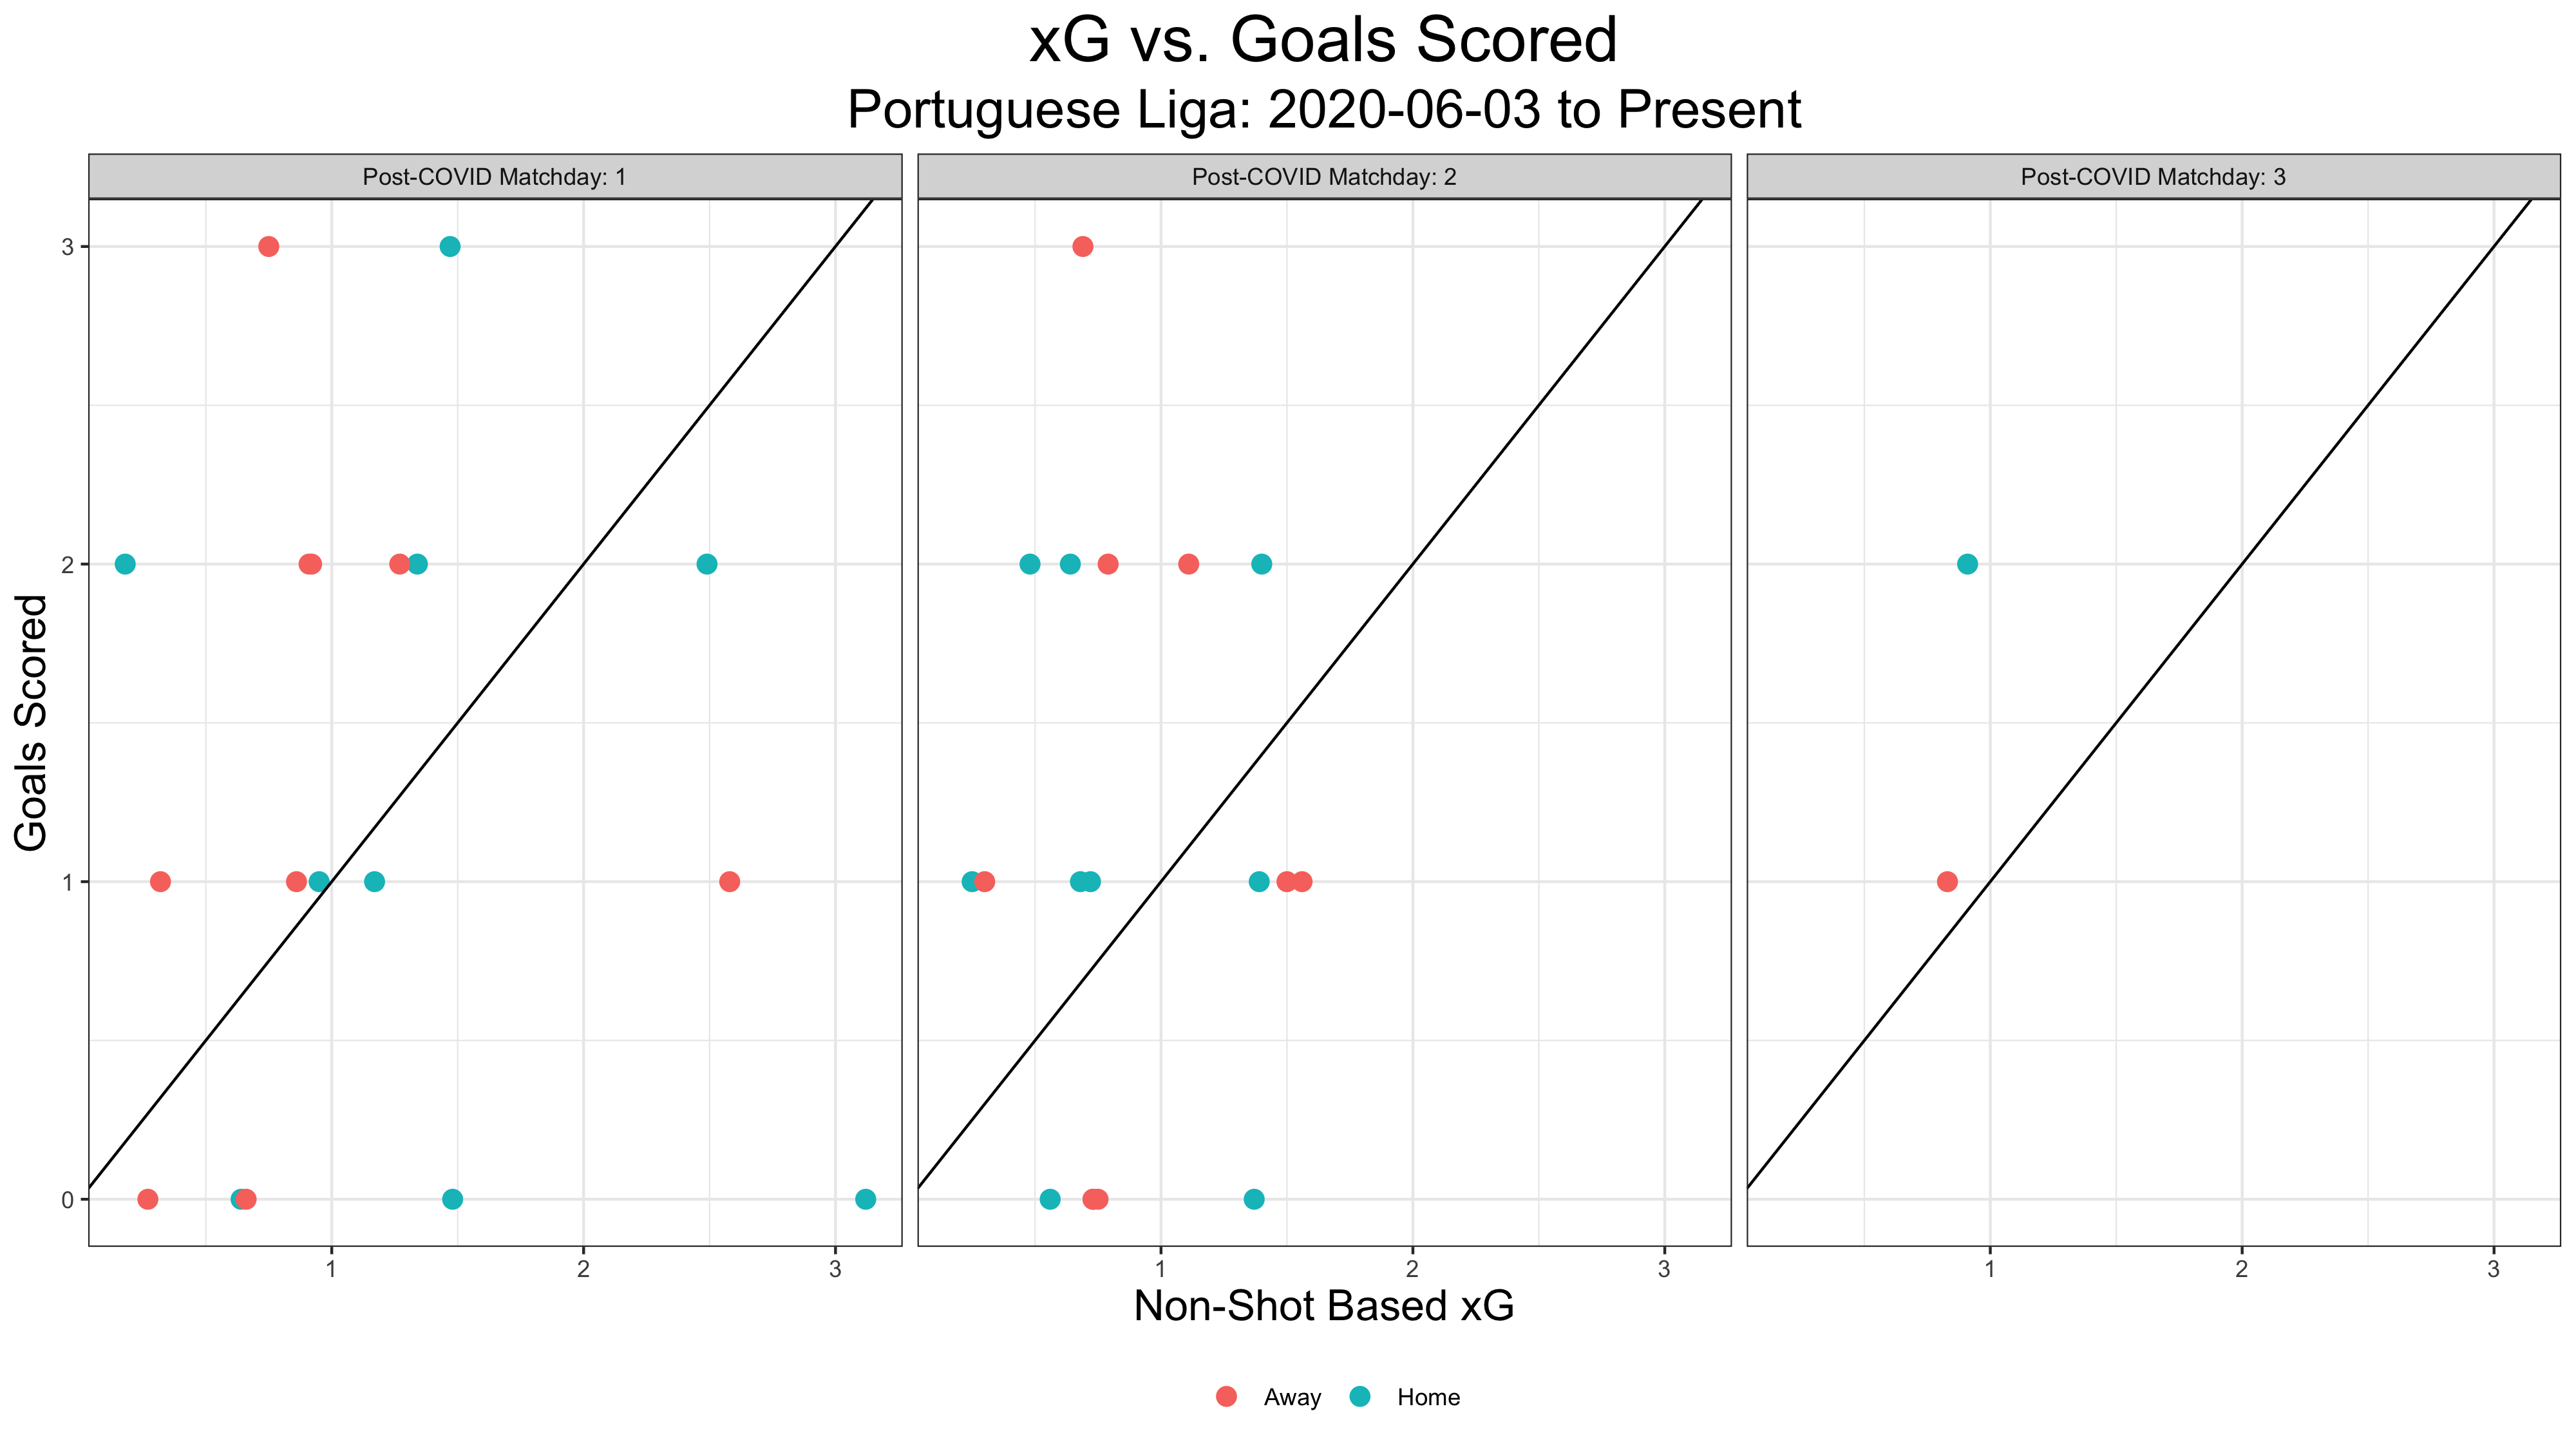 xG vs. Goals Scored
Portuguese Liga: 2020-06-03 to Present
Post-COVID Matchday: 1
Post-COVID Matchday: 2
Post-COVID Matchday: 3
Goals Scored
3
2
1
0
1 2 3
1 2 3
1 2 3
Non-Shot Based xG
Away
Home